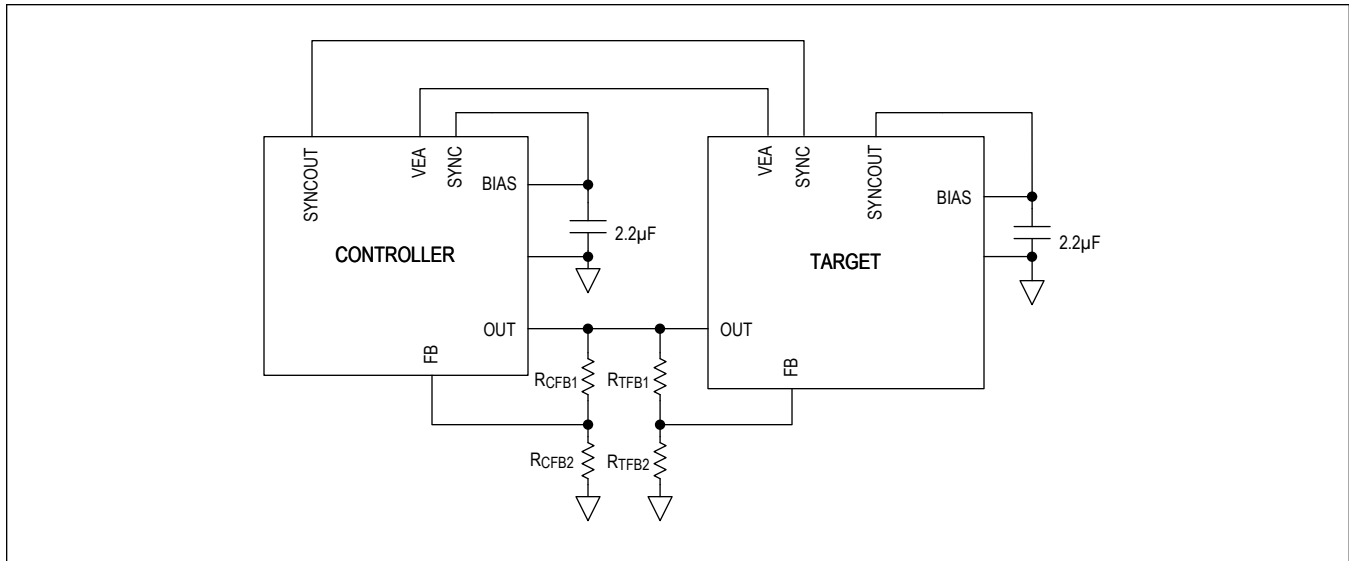 SYNCOUT
VEA
SYNC
BIAS
2.2µF
CONTROLLER
OUT
FB
VEA
SYNC
SYNCOUT
BIAS
2.2µF
TARGET
OUT
FB
RCFB1
RTFB1
RCFB2
RTFB2